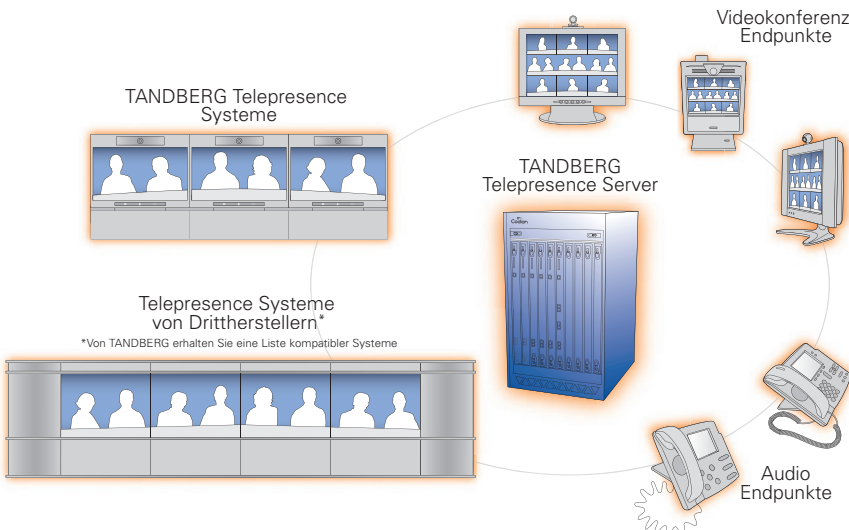 Videokonferenz
Endpunkte
TANDBERG Telepresence
Systeme
TANDBERG
Telepresence Server
Codian
Telepresence Systeme
von Drittherstellern*
*Von TANDBERG erhalten Sie eine Liste kompatibler Systeme
Audio
Endpunkte